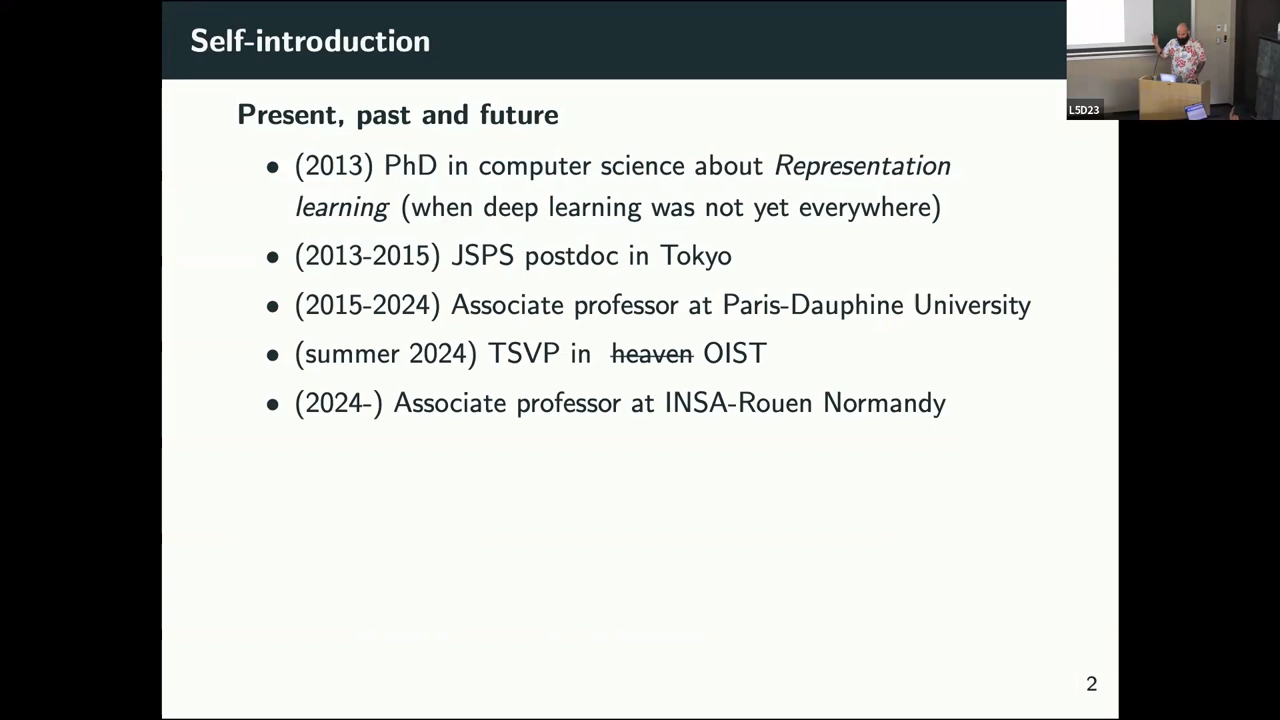 Self-introduction
L5D23
Present, past and future
• (2013) PhD in computer science about Representation
learning (when deep learning was not yet everywhere)
• (2013-2015) JSPS postdoc in Tokyo
• (2015-2024) Associate professor at Paris-Dauphine University
• (summer 2024) TSVP in heaven OIST
• (2024-) Associate professor at INSA-Rouen Normandy
2